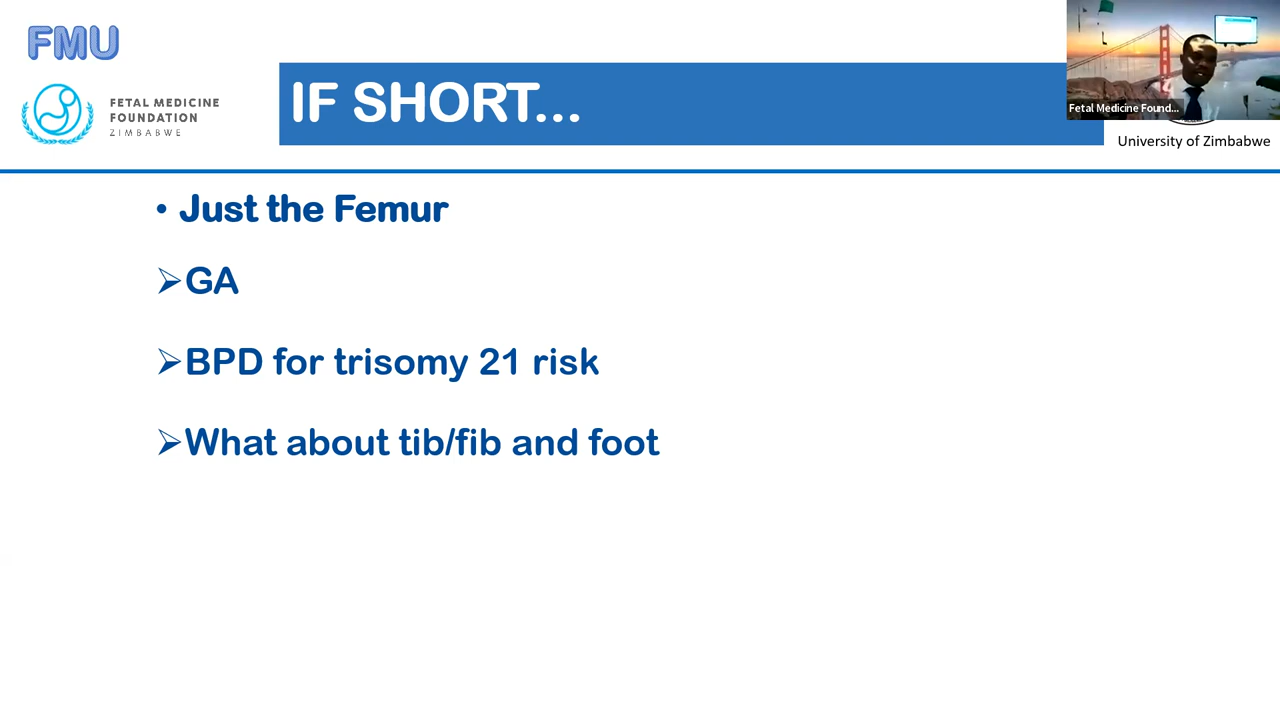 FMU
FETAL MEDICINE
FOUNDATION
ZIMBABWE
IF SHORT...
Fetal Medicine Found...
University of Zimbabwe
• Just the Femur
➢GA
➢BPD for trisomy 21 risk
➢What about tib/fib and foot